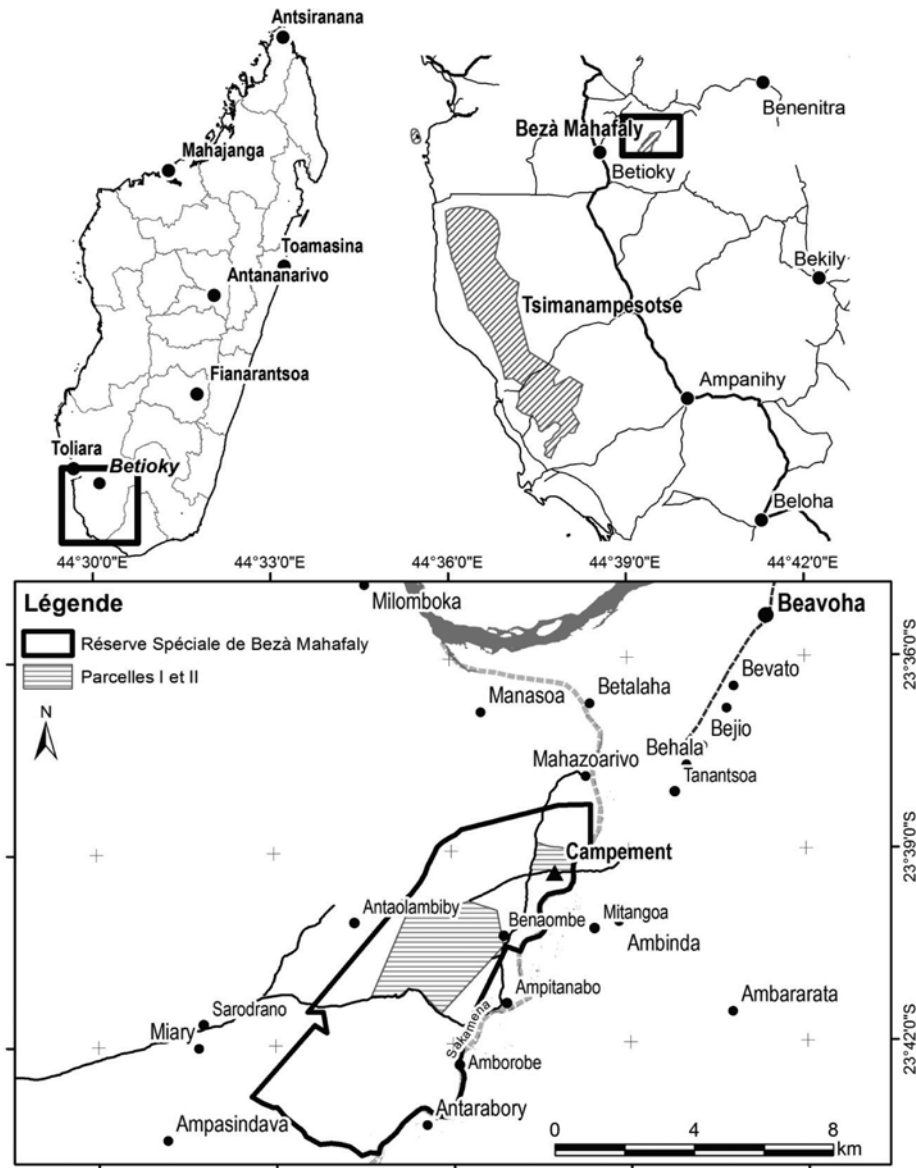 Antsiranana
Mahajanga
Toamasina
Antananarivo
Fianarantsoa
Toliara
Betioky
Benenitra
Bezà Mahafaly
Betioky
Bekily
Tsimanampesotse
Ampanihy
Beloha
44°30'0"E
44°33'0"E
44°36'0"E
44°39'0"E
44°42'0"E
Légende
Réserve Spéciale de Bezà Mahafaly
Parcelles I et II
N
Milomboka
Beavoha
Bevato
Manasoa
Betalaha
Bejio
Behala
Mahazoarivo
Tanantsoa
Campement
Antaolambiby
Benaombe
Mitangoa
Ambinda
Ampitanabo
Ambararata
Sarodrano
Miary
Sakamena
Amborobe
Antarabory
Ampasindava
23°36'0"S
23°39'0"S
23°42'0"S
0 4 8
km